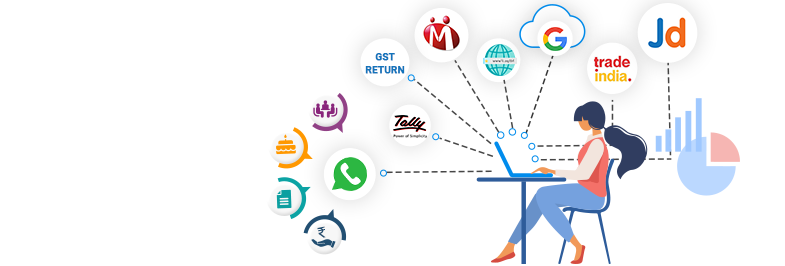 M
G
Jd
GST
RETURN
trade
india.
Tally
Power of Simplicity
₹